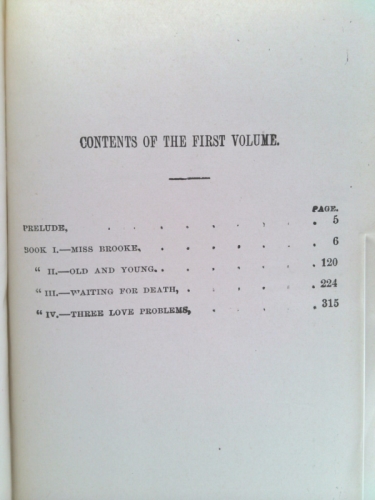 CONTENTS OF THE FIRST VOLUME.
PAGE.
PRELUDE, . . . . . . . 5
BOOK I.—MISS BROOKE, . . . . . 6
" II.—OLD AND YOUNG, . . . . . 120
" III.—WAITING FOR DEATH, . . . . . 224
" IV.—THREE LOVE PROBLEMS, . . . . 315